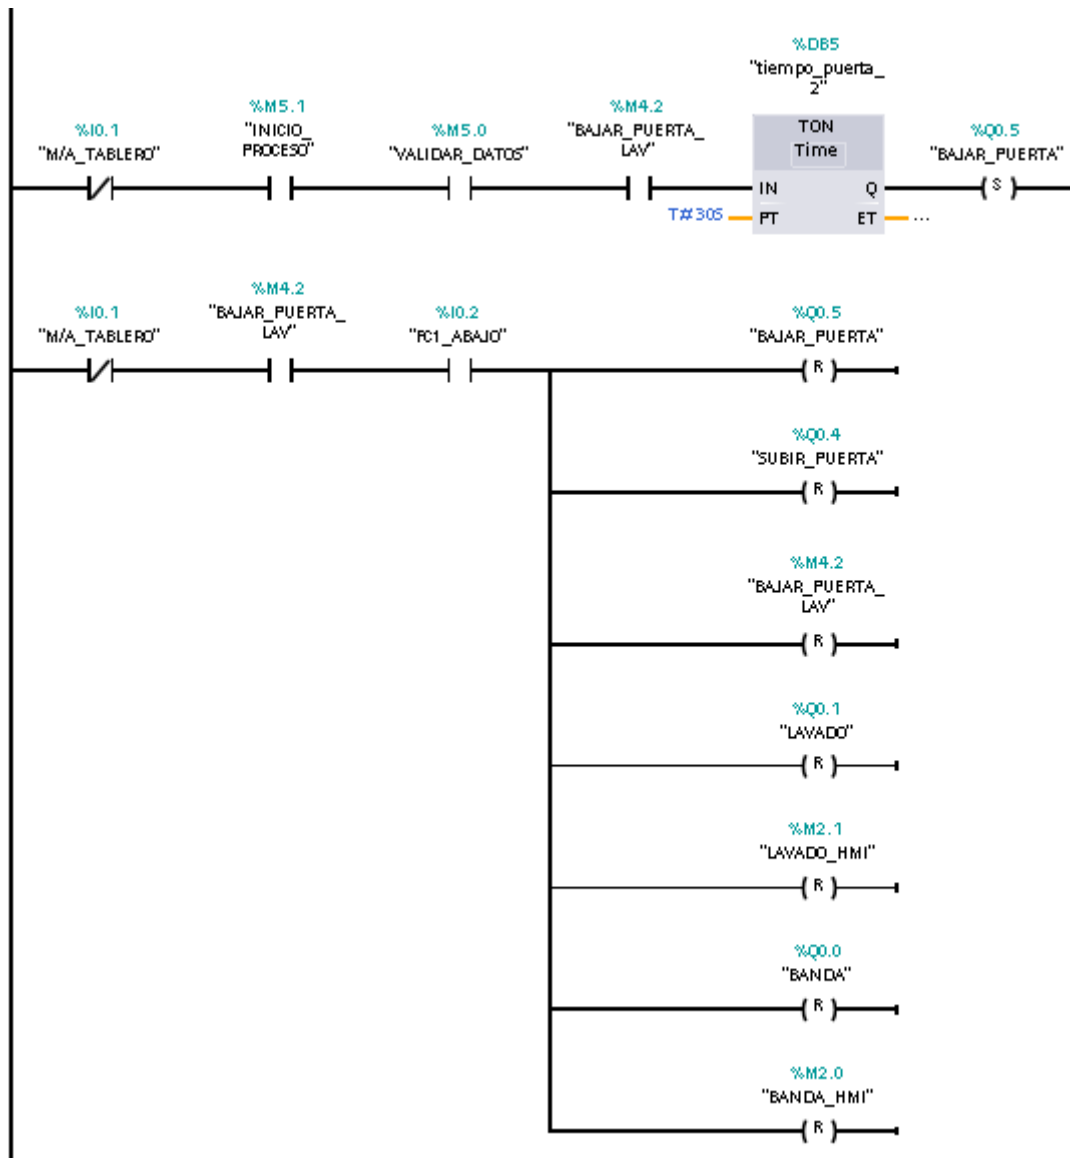 %DB5
"tiempo_puerta_
2"
%I0.1
"M/A_TABLERO"
%M5.1
"INICIO_
PROCESO"
%M5.0
"VALIDAR_DATOS"
%M4.2
"BAJAR_PUERTA_
LAV"
TON
Time
IN
Q
T#30S
PT
ET
...
%Q0.5
"BAJAR_PUERTA"
S
%I0.1
"M/A_TABLERO"
%M4.2
"BAJAR_PUERTA_
LAV"
%I0.2
"FC1_ABAJO"
%Q0.5
"BAJAR_PUERTA"
R
%Q0.4
"SUBIR_PUERTA"
R
%M4.2
"BAJAR_PUERTA_
LAV"
R
%Q0.1
"LAVADO"
R
%M2.1
"LAVADO_HMI"
R
%Q0.0
"BANDA"
R
%M2.0
"BANDA_HMI"
R